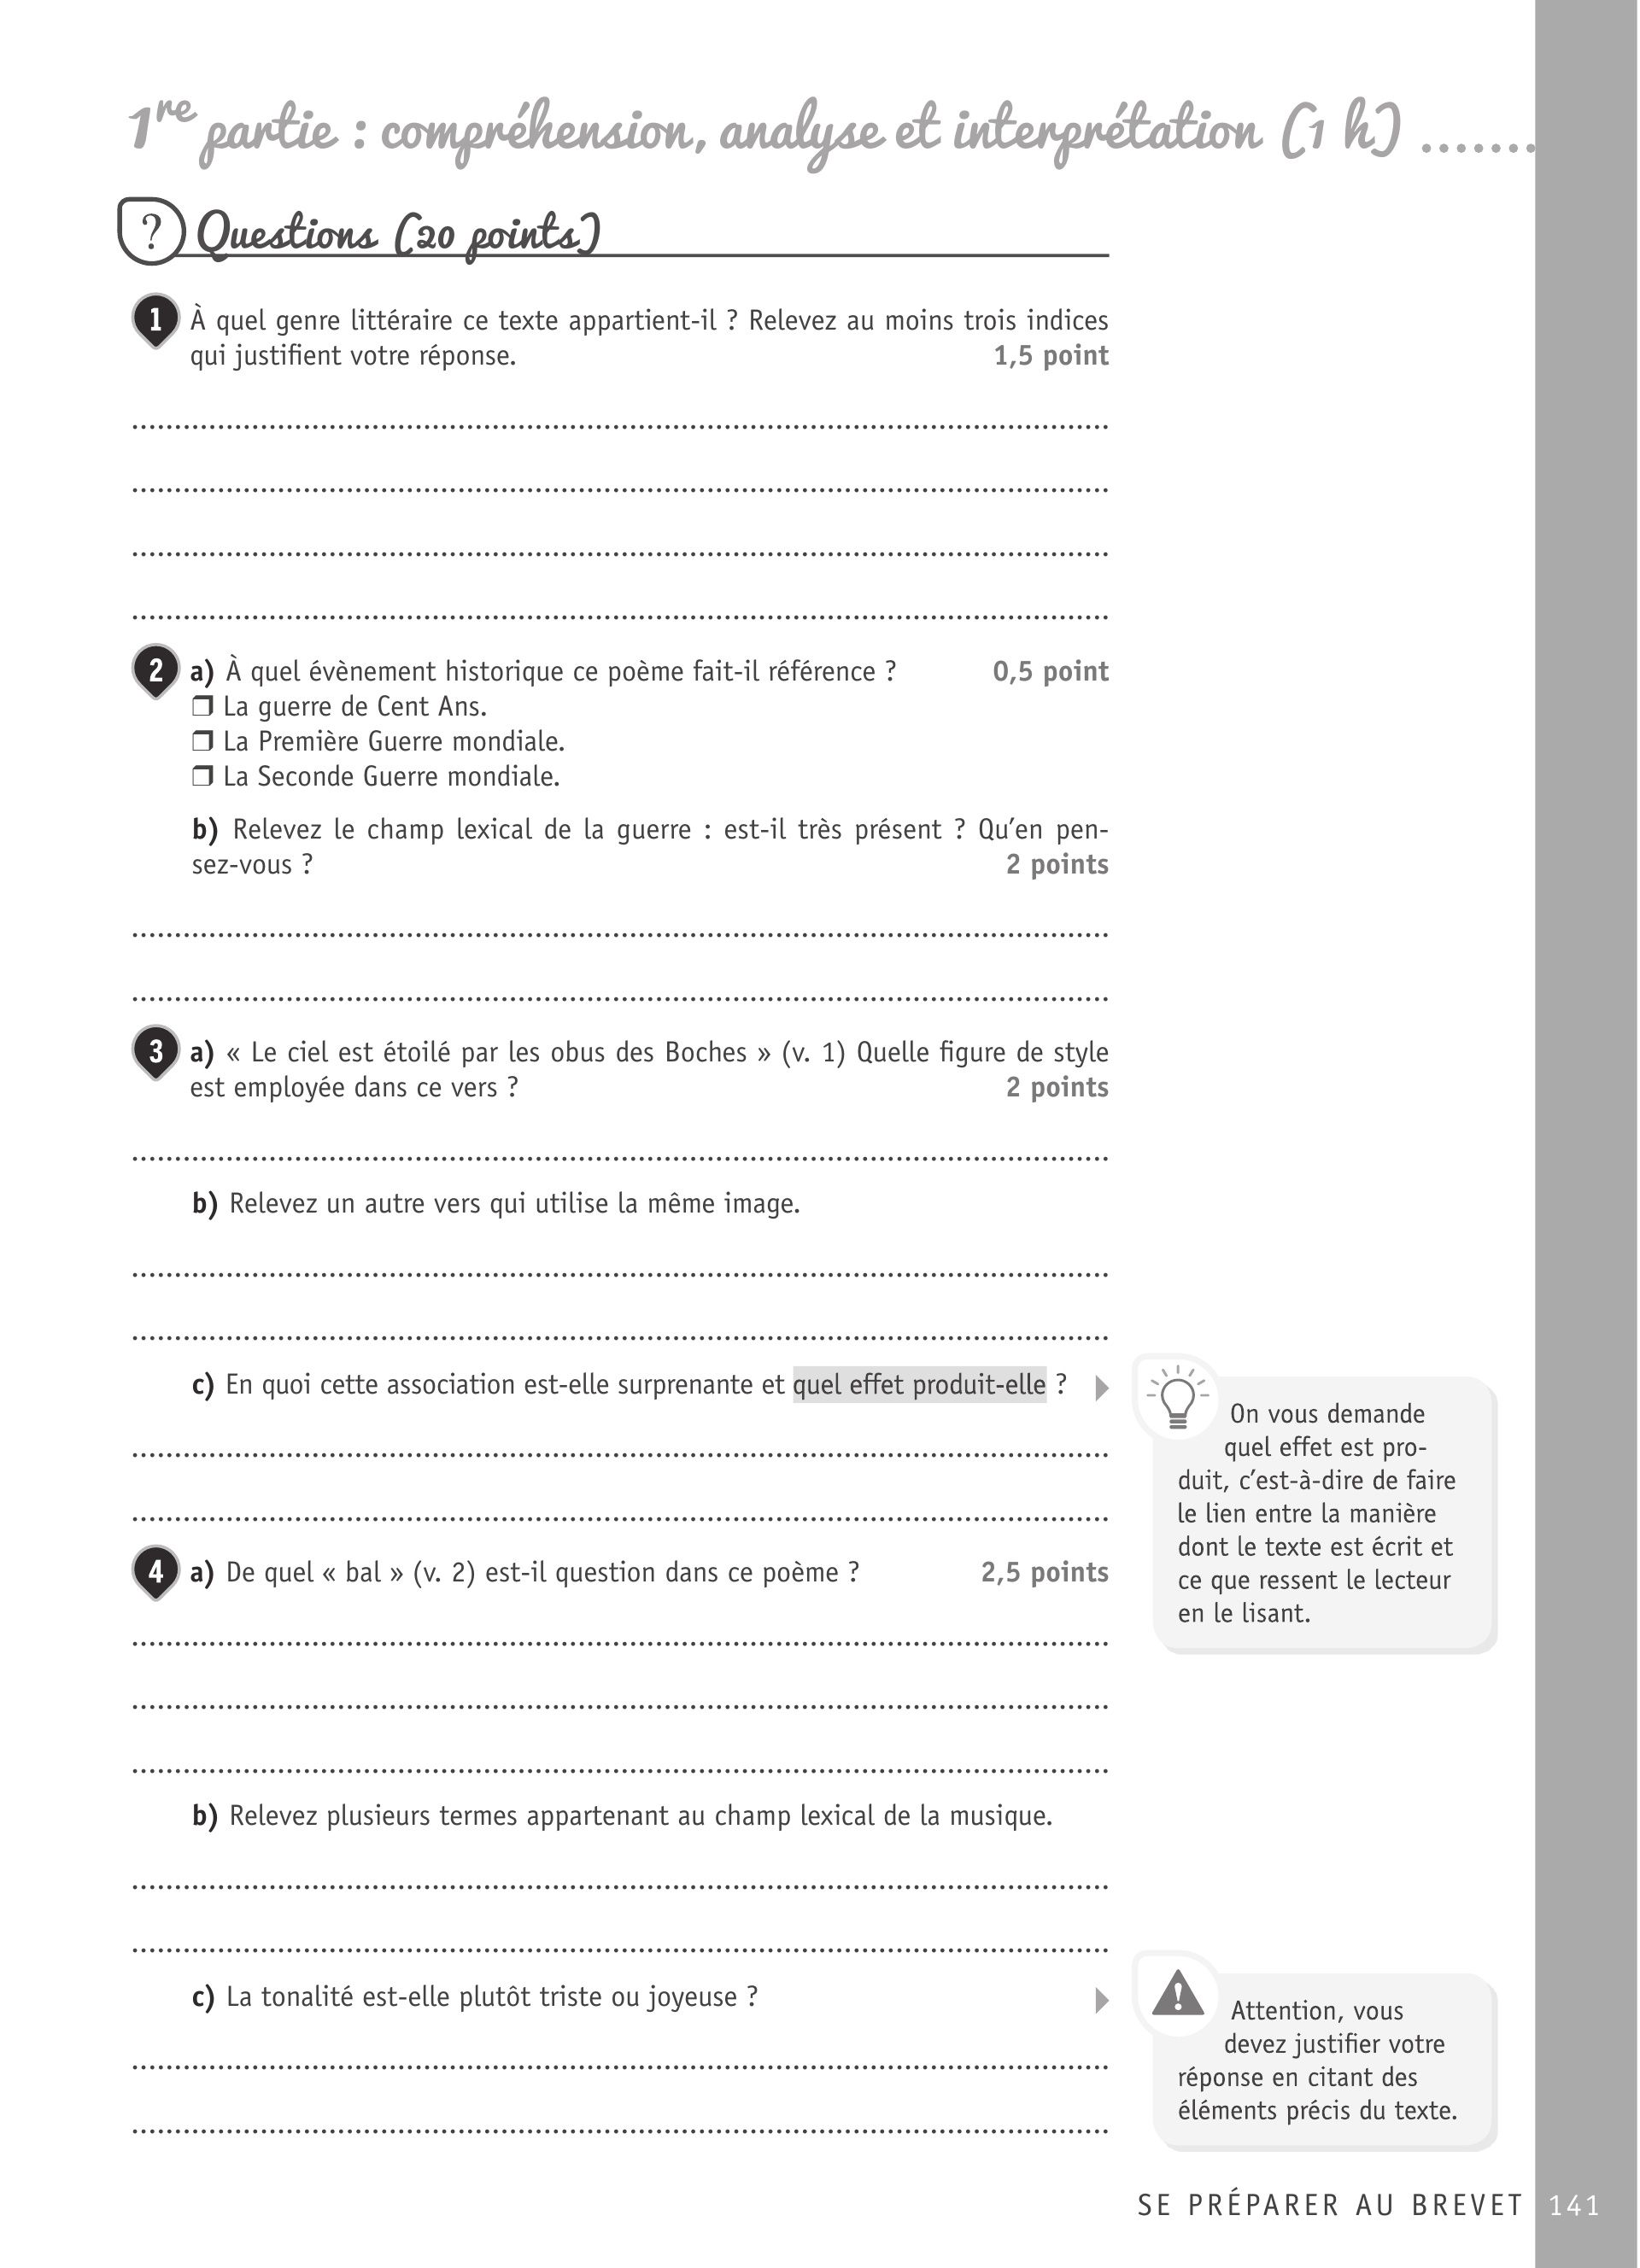 1re partie : compréhension, analyse et interprétation (1 h) .......
? Questions (20 points)
1 À quel genre littéraire ce texte appartient-il ? Relevez au moins trois indices
qui justifient votre réponse. 1,5 point
2 a) À quel évènement historique ce poème fait-il référence ? 0,5 point
❒ La guerre de Cent Ans.
❒ La Première Guerre mondiale.
❒ La Seconde Guerre mondiale.
b) Relevez le champ lexical de la guerre : est-il très présent ? Qu’en pen-
sez-vous ? 2 points
3 a) « Le ciel est étoilé par les obus des Boches » (v. 1) Quelle figure de style
est employée dans ce vers ? 2 points
b) Relevez un autre vers qui utilise la même image.
c) En quoi cette association est-elle surprenante et quel effet produit-elle ?
On vous demande
quel effet est pro-
duit, c’est-à-dire de faire
le lien entre la manière
dont le texte est écrit et
ce que ressent le lecteur
en le lisant.
4 a) De quel « bal » (v. 2) est-il question dans ce poème ? 2,5 points
b) Relevez plusieurs termes appartenant au champ lexical de la musique.
c) La tonalité est-elle plutôt triste ou joyeuse ?
Attention, vous
devez justifier votre
réponse en citant des
éléments précis du texte.
SE PRÉPARER AU BREVET 141